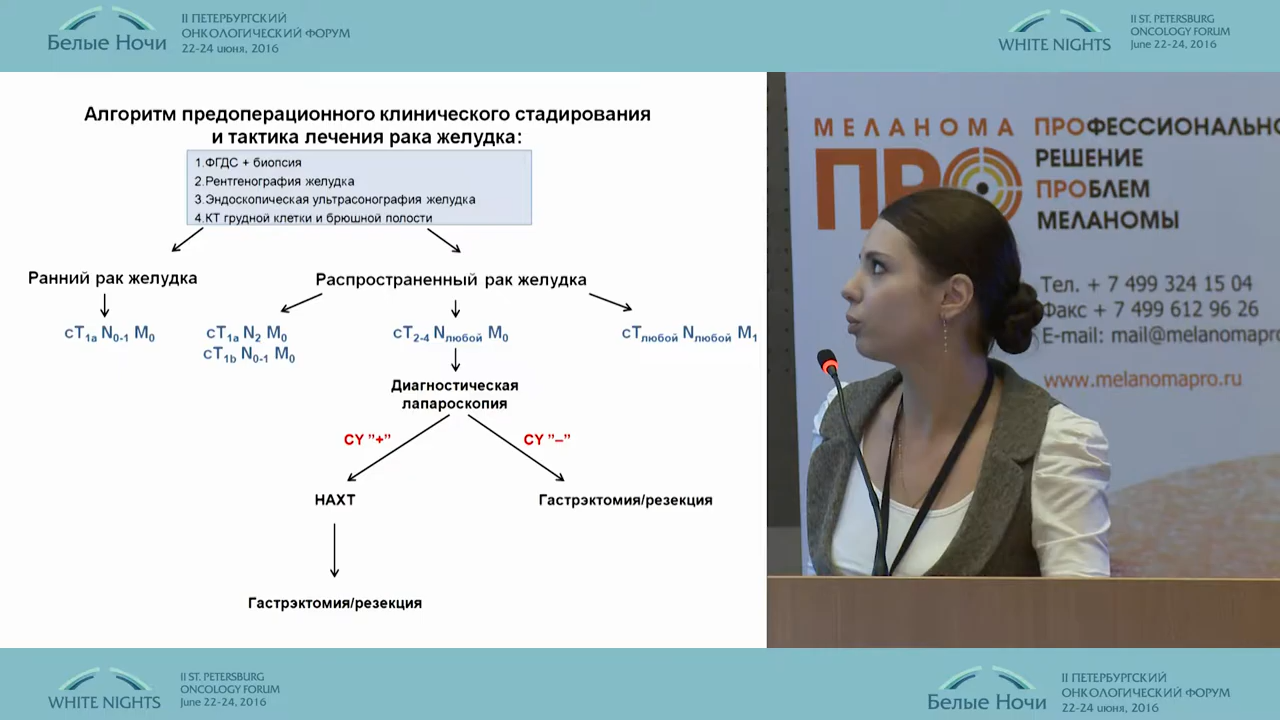 Белые Ночи
II ПЕТЕРБУРГСКИЙ
ОНКОЛОГИЧЕСКИЙ ФОРУМ
22-24 июня, 2016
WHITE NIGHTS
II ST. PETERSBURG
ONCOLOGY FORUM
June 22-24, 2016
Алгоритм предоперационного клинического стадирования
и тактика лечения рака желудка:
1.ФГДС + биопсия
2.Рентгенография желудка
3.Эндоскопическая ультрасонография желудка
4.КТ грудной клетки и брюшной полости
Ранний рак желудка
Распространенный рак желудка
cT1a N0-1 M0
cT1a N2 M0
cT1b N0-1 M0
cT2-4 Nлюбой M0
cTлюбой Nлюбой M1
Диагностическая
лапароскопия
CY ”+”
CY ”–”
НАХТ
Гастрэктомия/резекция
Гастрэктомия/резекция
МЕЛАНОМА
ПРО
ПРОФЕССИОНАЛЬНО
РЕШЕНИЕ
ПРОБЛЕМ
МЕЛАНОМЫ
Тел. + 7 499 324 15 04
Факс + 7 499 612 96 26
E-mail: mail@melanomapro
www.melanomapro.ru
WHITE NIGHTS
II ST. PETERSBURG
ONCOLOGY FORUM
June 22-24, 2016
Белые Ночи
II ПЕТЕРБУРГСКИЙ
ОНКОЛОГИЧЕСКИЙ ФОРУМ
22-24 июня, 2016